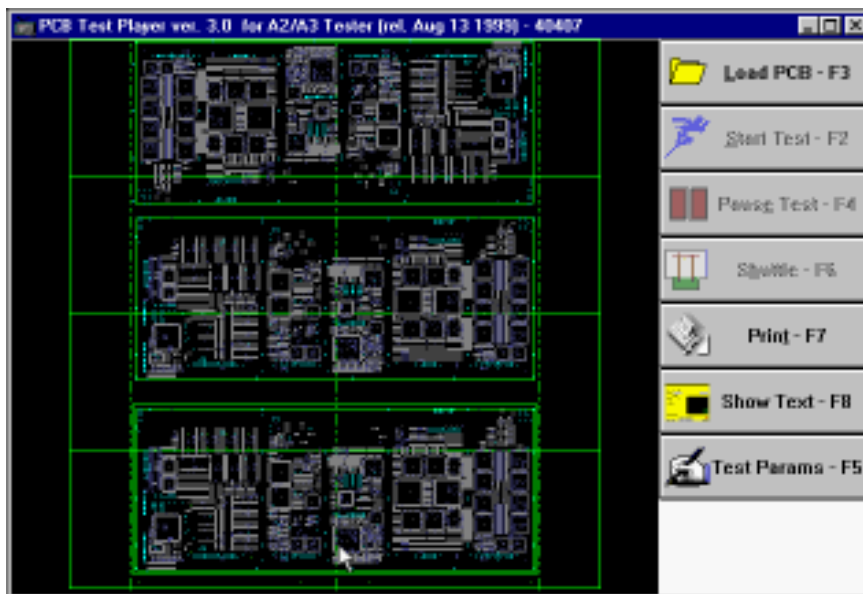 PCB Test Player ver. 3.0 for A2/A3 Tester (rel. Aug 13 1999) - 40407
Load PCB - F3
Start Test - F2
Pause Test - F4
Shuttle - F6
Print - F7
Show Text - F8
Test Params - F5